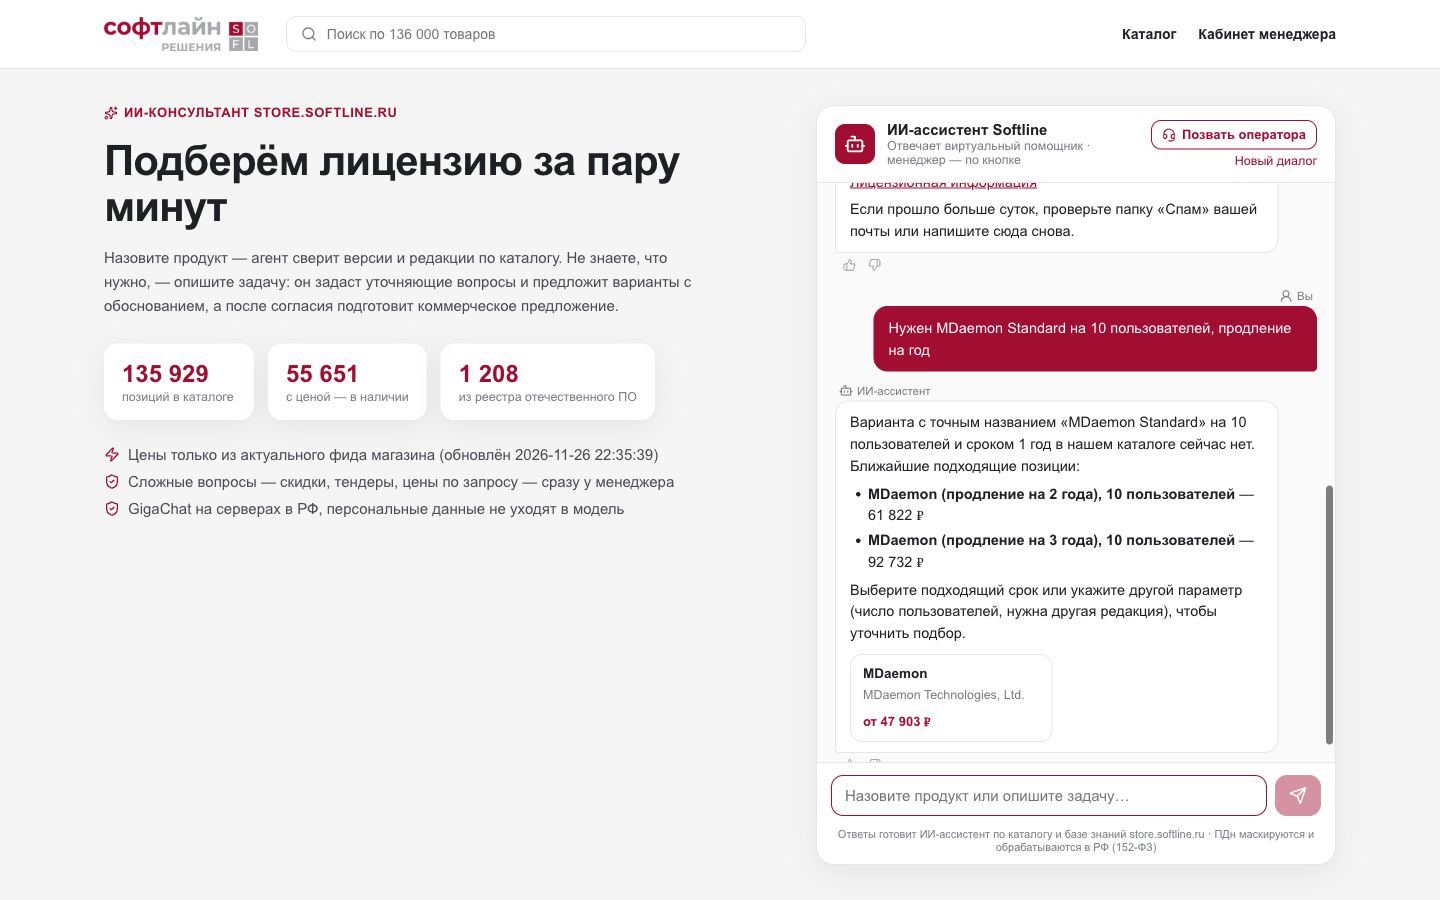 софтлайн
РЕШЕНИЯ
S O
F L
Поиск по 136 000 товаров
Каталог
Кабинет менеджера
ИИ-КОНСУЛЬТАНТ STORE.SOFTLINE.RU
Подберём лицензию за пару
минут
Назовите продукт — агент сверит версии и редакции по каталогу. Не знаете, что
нужно, — опишите задачу: он задаст уточняющие вопросы и предложит варианты с
обоснованием, а после согласия подготовит коммерческое предложение.
135 929
позиций в каталоге
55 651
с ценой — в наличии
1 208
из реестра отечественного ПО
Цены только из актуального фида магазина (обновлён 2026-11-26 22:35:39)
Сложные вопросы — скидки, тендеры, цены по запросу — сразу у менеджера
GigaChat на серверах в РФ, персональные данные не уходят в модель
ИИ-ассистент Softline
Отвечает виртуальный помощник ·
менеджер — по кнопке
Позвать оператора
Новый диалог
Лицензионная информация
Если прошло больше суток, проверьте папку «Спам» вашей
почты или напишите сюда снова.
Вы
Нужен MDaemon Standard на 10 пользователей, продление
на год
ИИ-ассистент
Варианта с точным названием «MDaemon Standard» на 10
пользователей и сроком 1 год в нашем каталоге сейчас нет.
Ближайшие подходящие позиции:
• MDaemon (продление на 2 года), 10 пользователей —
61 822 ₽
• MDaemon (продление на 3 года), 10 пользователей —
92 732 ₽
Выберите подходящий срок или укажите другой параметр
(число пользователей, нужна другая редакция), чтобы
уточнить подбор.
MDaemon
MDaemon Technologies, Ltd.
от 47 903 ₽
Назовите продукт или опишите задачу…
Ответы готовит ИИ-ассистент по каталогу и базе знаний store.softline.ru · ПДн маскируются и
обрабатываются в РФ (152-ФЗ)